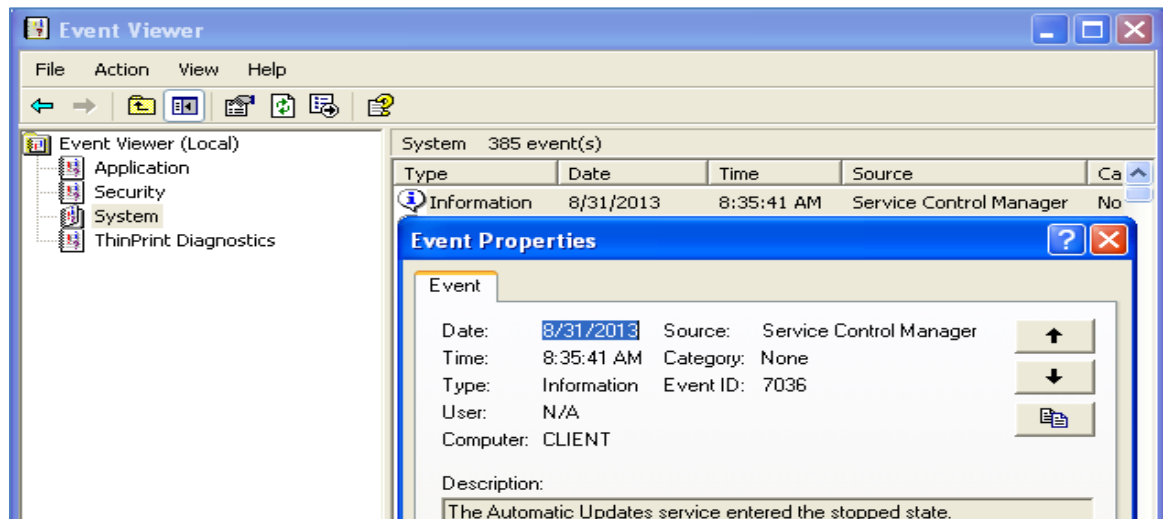 Event Viewer
File Action View Help
Event Viewer (Local)
Application
Security
System
ThinPrint Diagnostics
System 385 event(s)
Type Date Time Source Ca
Information 8/31/2013 8:35:41 AM Service Control Manager No
Event Properties
Event
Date: 8/31/2013 Source: Service Control Manager
Time: 8:35:41 AM Category: None
Type: Information Event ID: 7036
User: N/A
Computer: CLIENT
Description:
The Automatic Updates service entered the stopped state.